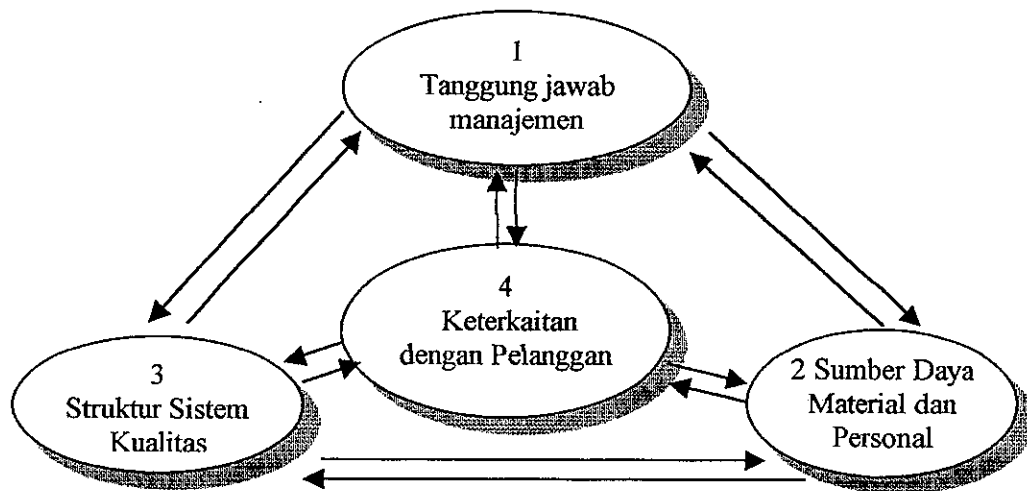 1
Tanggung jawab
manajemen
4
Keterkaitan
dengan Pelanggan
3
Struktur Sistem
Kualitas
2 Sumber Daya
Material dan
Personal